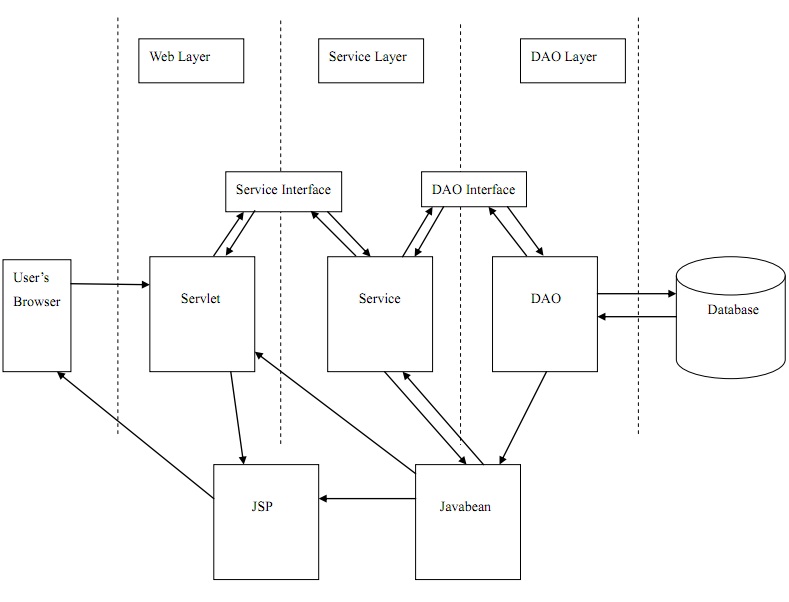 Web Layer
Service Layer
DAO Layer
Service Interface
DAO Interface
User’s
Browser
Servlet
Service
DAO
Database
JSP
Javabean